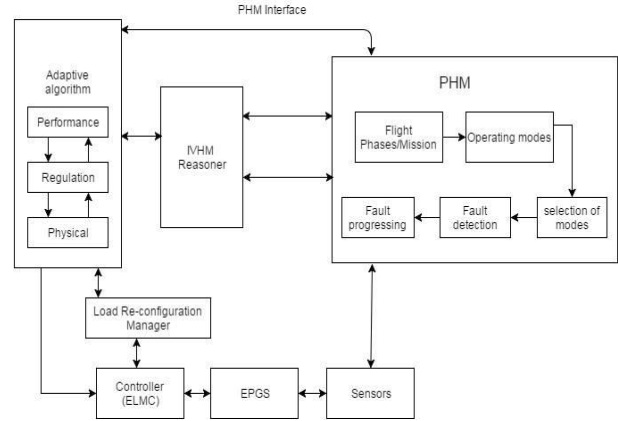 PHM Interface
Adaptive
algorithm
Performance
Regulation
Physical
IVHM
Reasoner
PHM
Flight
Phases/Mission
Operating modes
Fault
progressing
Fault
detection
selection of
modes
Load Re-configuration
Manager
Controller
(ELMC)
EPGS
Sensors